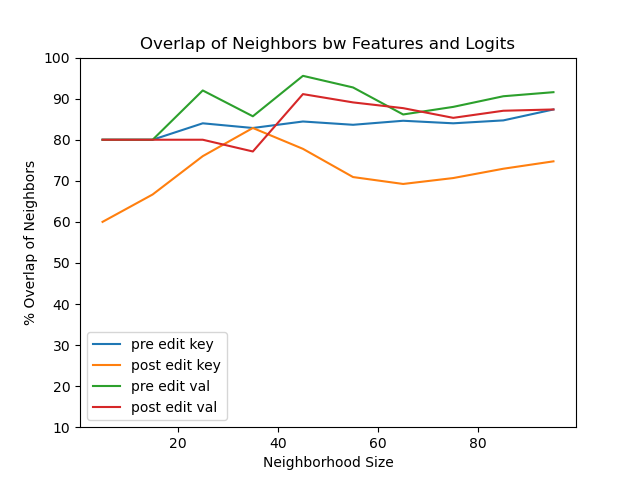 Overlap of Neighbors bw Features and Logits
% Overlap of Neighbors
100
90
80
70
60
50
40
30
20
10
pre edit key
post edit key
pre edit val
post edit val
20 40 60 80
Neighborhood Size